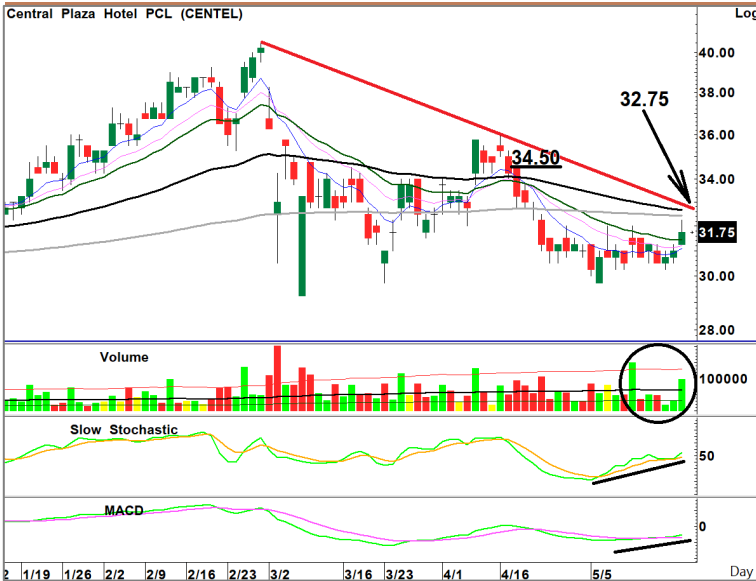 Central Plaza Hotel PCL (CENTEL)
Log
40.00
38.00
32.75
36.00
34.50
34.00
31.75
30.00
28.00
Volume
100000
Slow Stochastic
50
MACD
0
2 1/19 1/26 2/2 2/9 2/16 2/23 3/2 3/16 3/23 4/1 4/16 5/5 Day